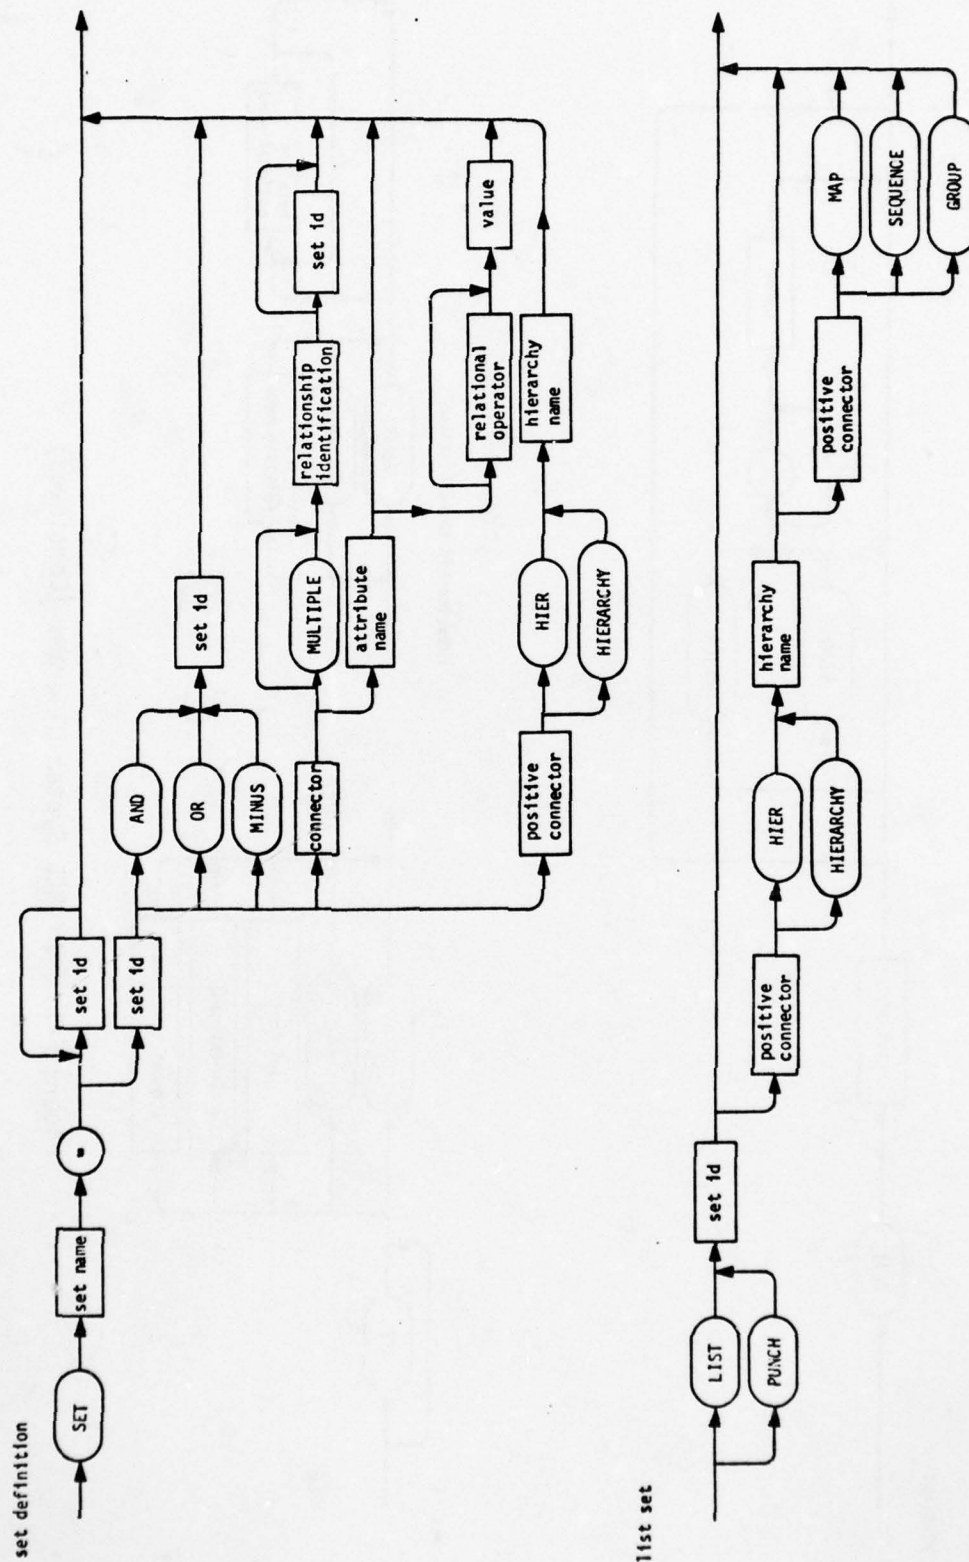 set definition
SET
set name
=
set id
set id
AND
OR
MINUS
set id
connector
MULTIPLE
relationship
identification
set id
attribute
name
relational
operator
value
positive
connector
HIER
HIERARCHY
hierarchy
name
list set
LIST
PUNCH
set id
positive
connector
HIER
HIERARCHY
hierarchy
name
positive
connector
MAP
SEQUENCE
GROUP